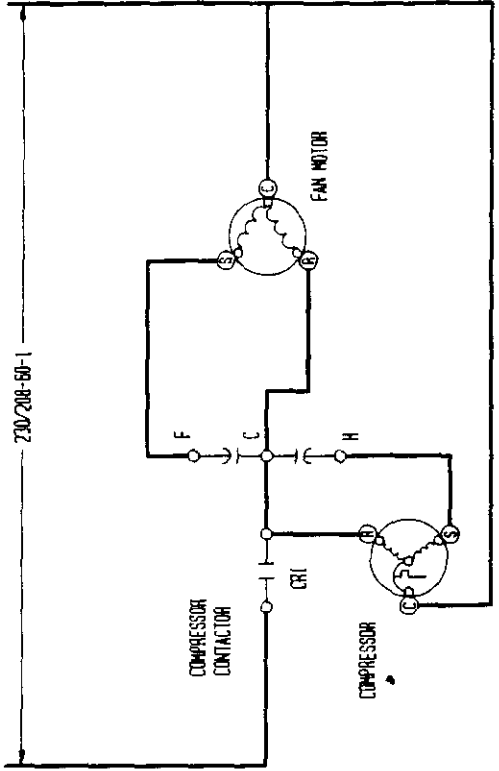 230/208-60-1
COMPRESSOR
CONTACTOR
CR1
F
C
H
S
C
R
FAN MOTOR
COMPRESSOR
R
C
S